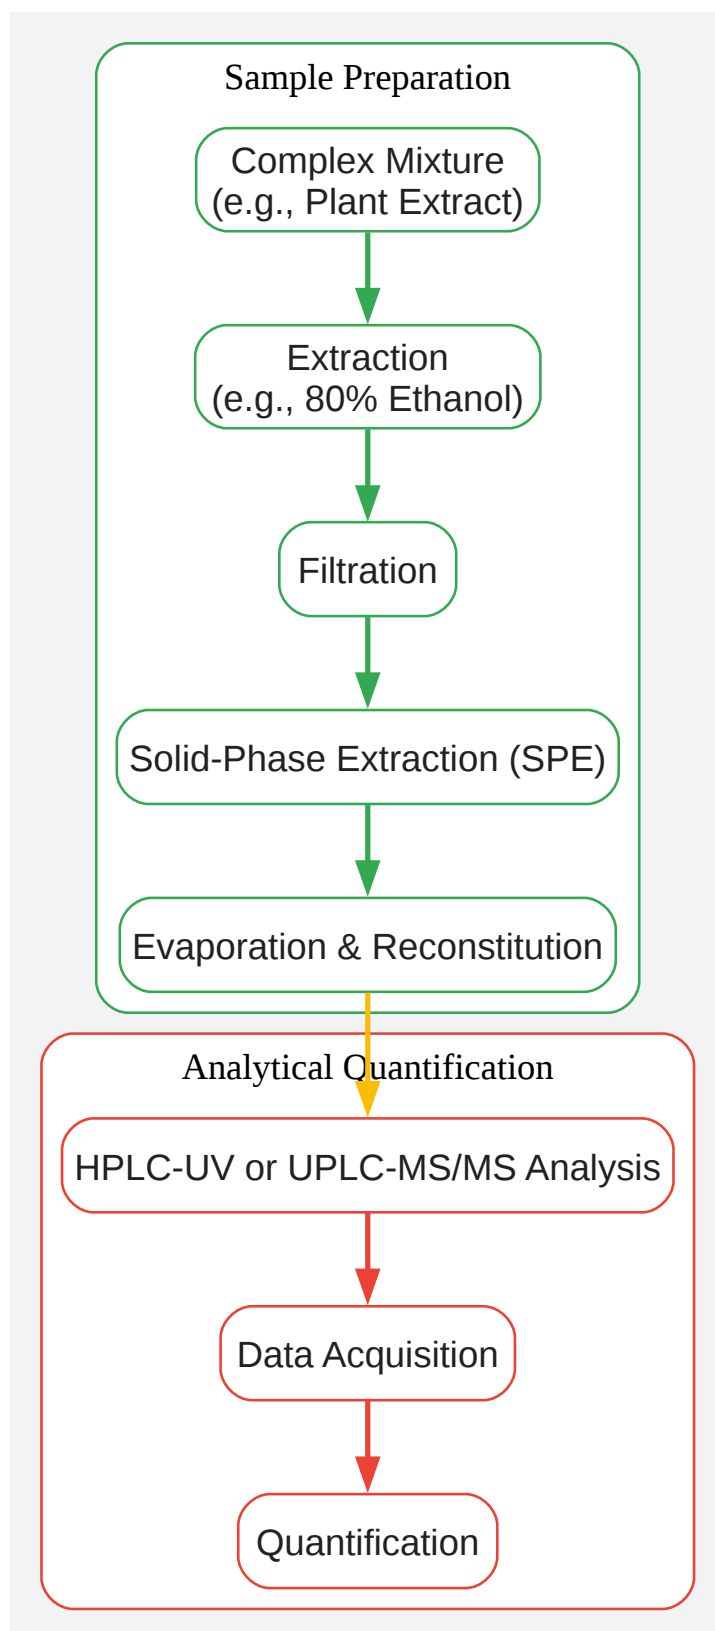 Sample Preparation
Complex Mixture
(e.g., Plant Extract)
Extraction
(e.g., 80% Ethanol)
Filtration
Solid-Phase Extraction (SPE)
Evaporation & Reconstitution
Analytical Quantification
HPLC-UV or UPLC-MS/MS Analysis
Data Acquisition
Quantification